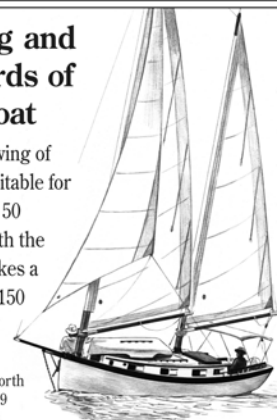 g and
rds of
oat
wing of
itable for
50
th the
kes a
150
orth
9